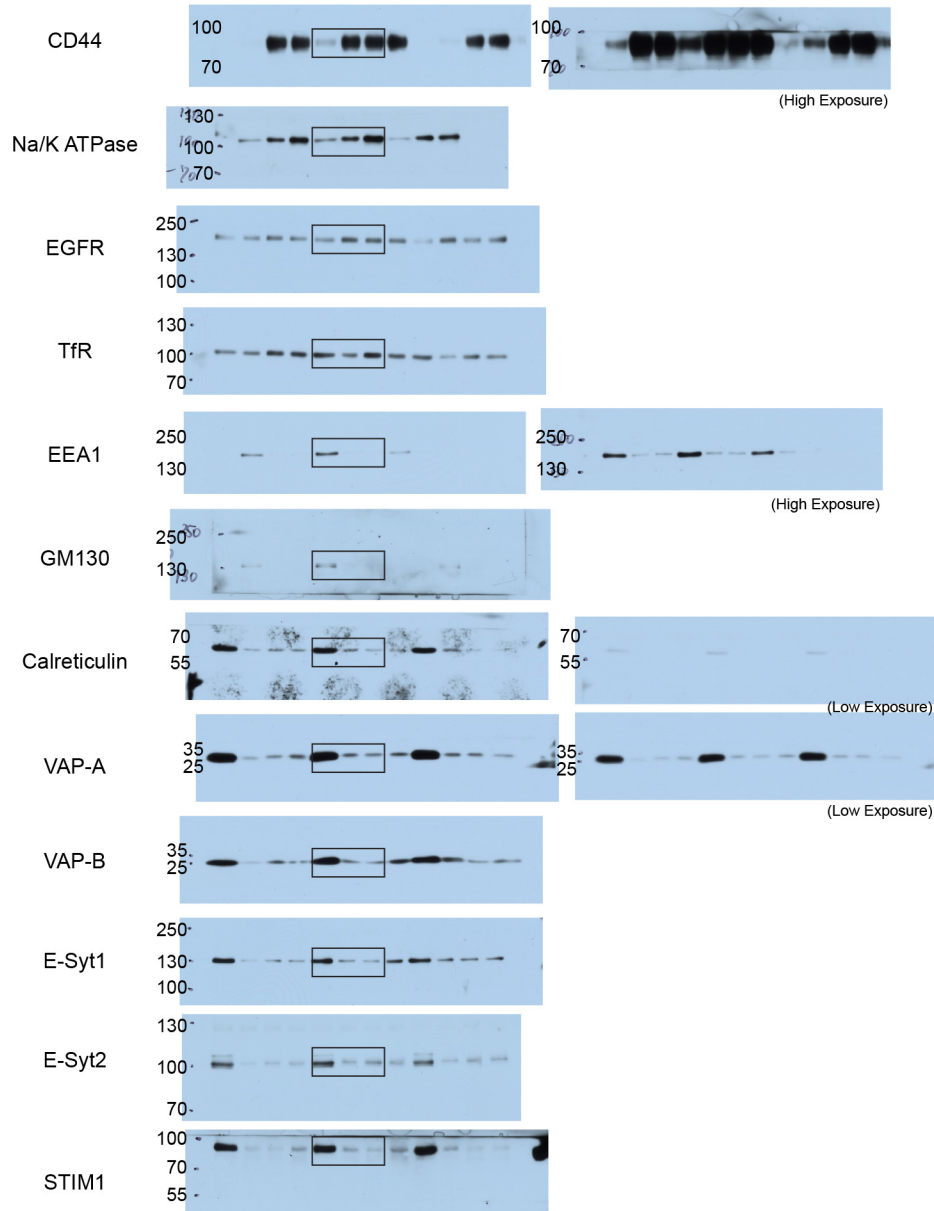 CD44
100
70
100
70
(High Exposure)
Na/K ATPase
130
100
70
EGFR
250
130
100
TfR
130
100
70
EEA1
250
130
250
130
(High Exposure)
GM130
250
130
Calreticulin
70
55
70
55
(Low Exposure)
VAP-A
35
25
35
25
(Low Exposure)
VAP-B
35
25
E-Syt1
250
130
100
E-Syt2
130
100
70
STIM1
100
70
55